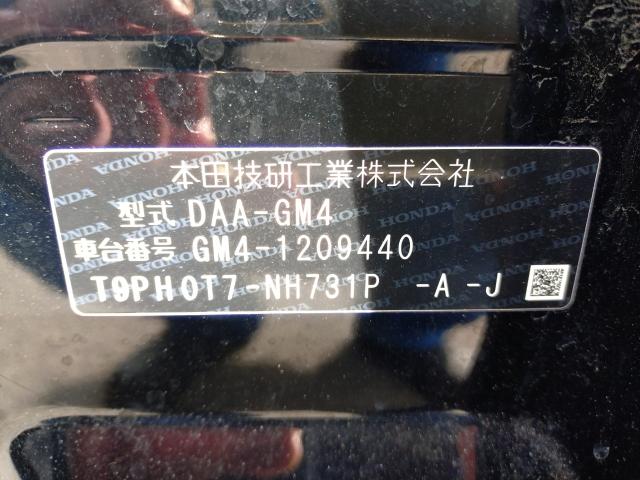 本田技研工業株式会社
型式 DAA-GM4
車台番号 GM4-1209440
T9PH0T7-NH731P -A -J